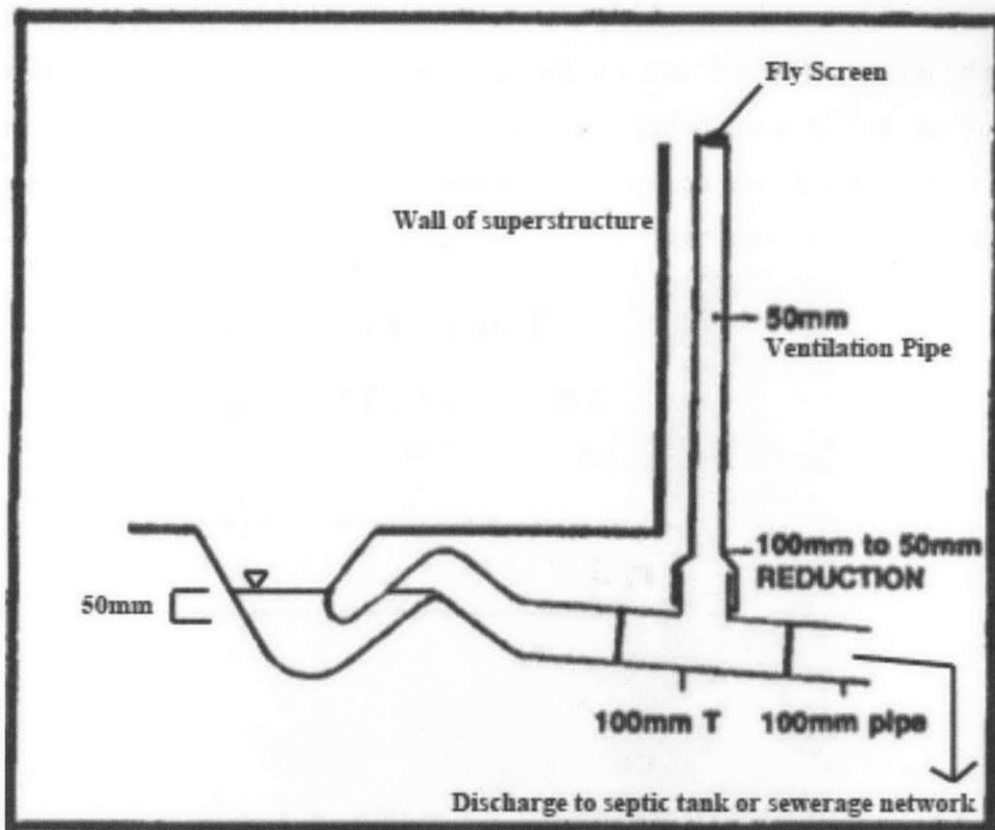 Fly Screen
Wall of superstructure
50mm
Ventilation Pipe
100mm to 50mm
REDUCTION
50mm
100mm T
100mm pipe
Discharge to septic tank or sewerage network